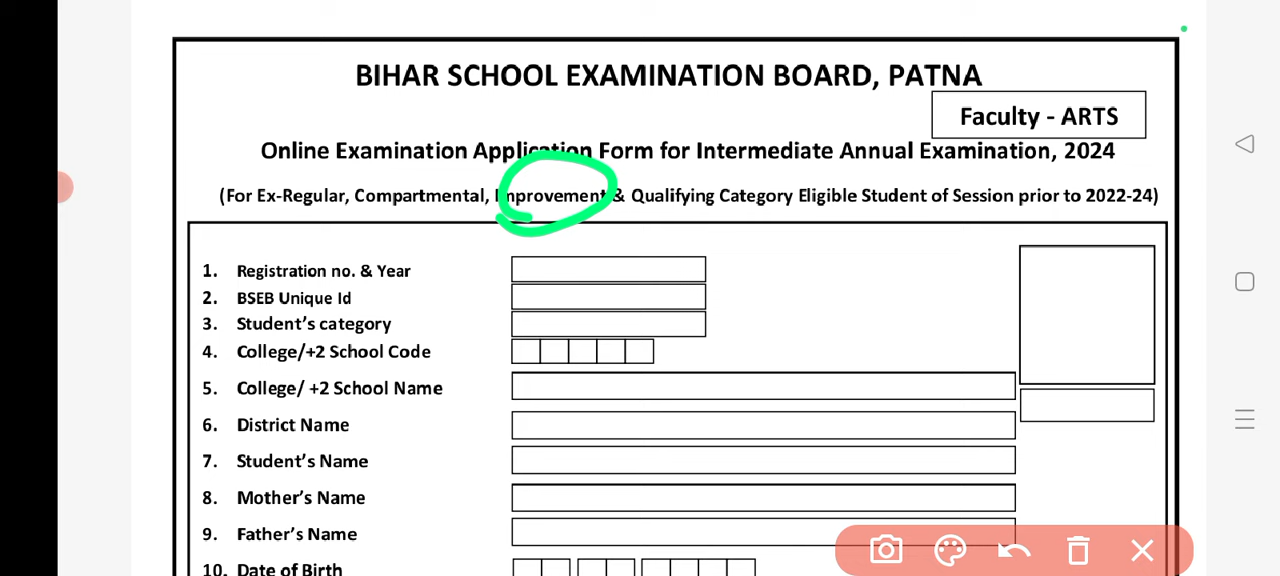 BIHAR SCHOOL EXAMINATION BOARD, PATNA
Faculty - ARTS
Online Examination Application Form for Intermediate Annual Examination, 2024
(For Ex-Regular, Compartmental, Improvement & Qualifying Category Eligible Student of Session prior to 2022-24)
1. Registration no. & Year
2. BSEB Unique Id
3. Student's category
4. College/+2 School Code
5. College/ +2 School Name
6. District Name
7. Student's Name
8. Mother's Name
9. Father's Name
10. Date of Birth